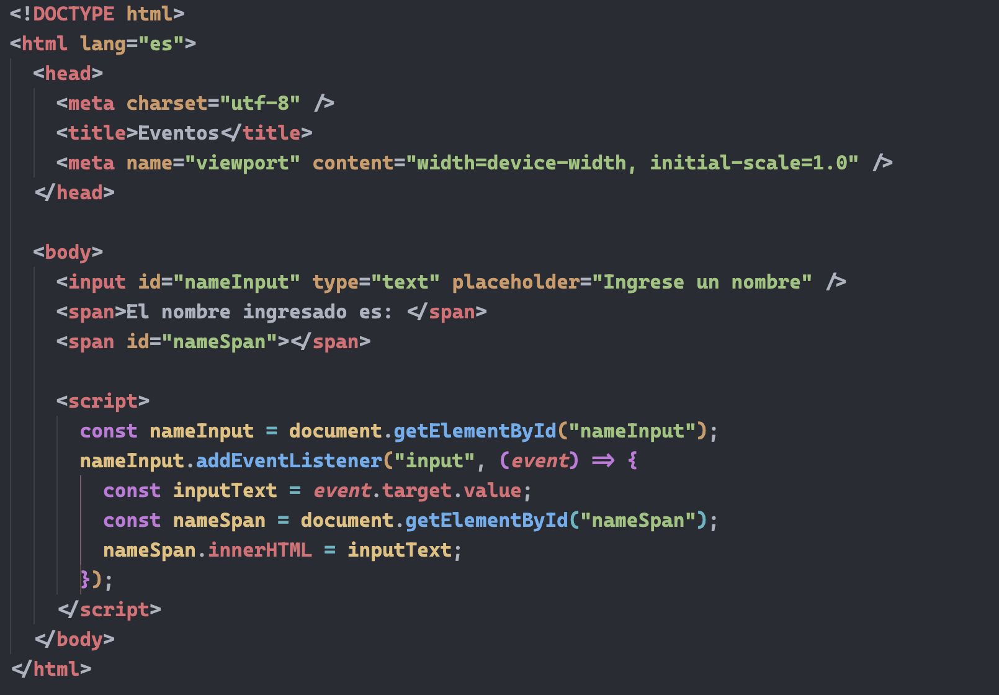 <!DOCTYPE html>
<html lang="es">
  <head>
    <meta charset="utf-8" />
    <title>Eventos</title>
    <meta name="viewport" content="width=device-width, initial-scale=1.0" />
  </head>

  <body>
    <input id="nameInput" type="text" placeholder="Ingrese un nombre" />
    <span>El nombre ingresado es: </span>
    <span id="nameSpan"></span>

    <script>
      const nameInput = document.getElementById("nameInput");
      nameInput.addEventListener("input", (event) => {
        const inputText = event.target.value;
        const nameSpan = document.getElementById("nameSpan");
        nameSpan.innerHTML = inputText;
      });
    </script>
  </body>
</html>